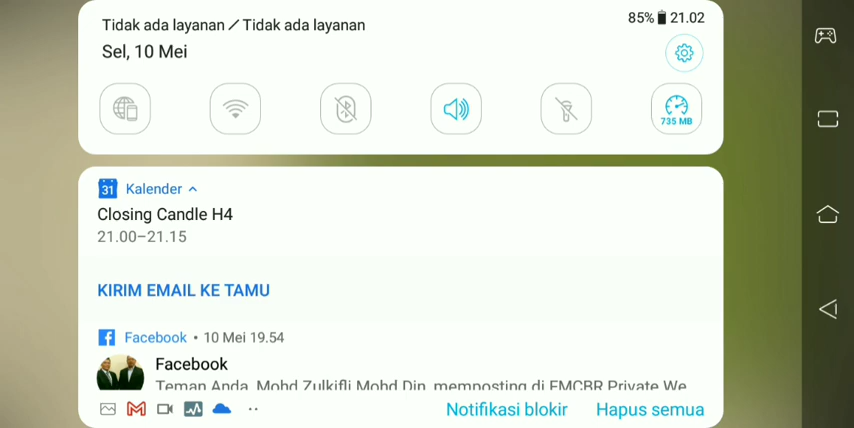 Tidak ada layanan / Tidak ada layanan
85% 21.02
Sel, 10 Mei
735 MB
31 Kalender
Closing Candle H4
21.00–21.15
KIRIM EMAIL KE TAMU
Facebook • 10 Mei 19.54
Facebook
Teman Anda, Mohd Zulkifli Mohd Din, memposting di FMCBR Private We
Notifikasi blokir Hapus semua